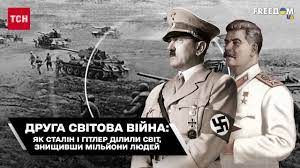 ТСН
FREEDOM
ДРУГА СВІТОВА ВІЙНА:
ЯК СТАЛІН І ГІТЛЕР ДІЛИЛИ СВІТ,
ЗНИЩИВШИ МІЛЬЙОНИ ЛЮДЕЙ